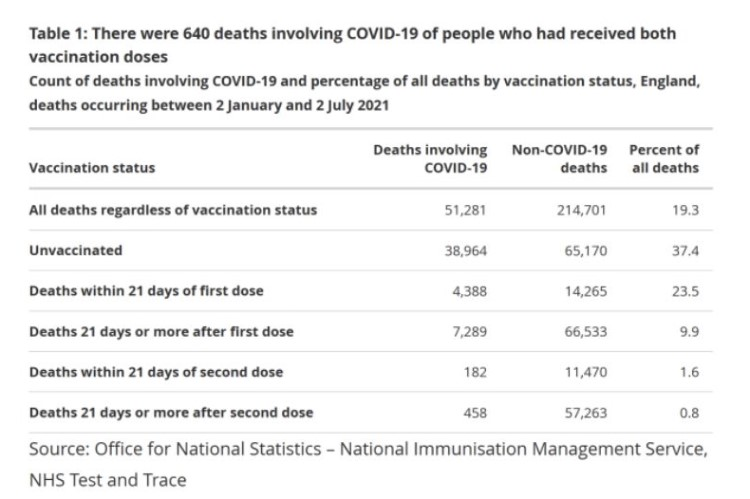 Table 1: There were 640 deaths involving COVID-19 of people who had received both
vaccination doses
Count of deaths involving COVID-19 and percentage of all deaths by vaccination status, England,
deaths occurring between 2 January and 2 July 2021
Vaccination status Deaths involving COVID-19 Non-COVID-19 deaths Percent of all deaths
All deaths regardless of vaccination status 51,281 214,701 19.3
Unvaccinated 38,964 65,170 37.4
Deaths within 21 days of first dose 4,388 14,265 23.5
Deaths 21 days or more after first dose 7,289 66,533 9.9
Deaths within 21 days of second dose 182 11,470 1.6
Deaths 21 days or more after second dose 458 57,263 0.8
Source: Office for National Statistics – National Immunisation Management Service,
NHS Test and Trace